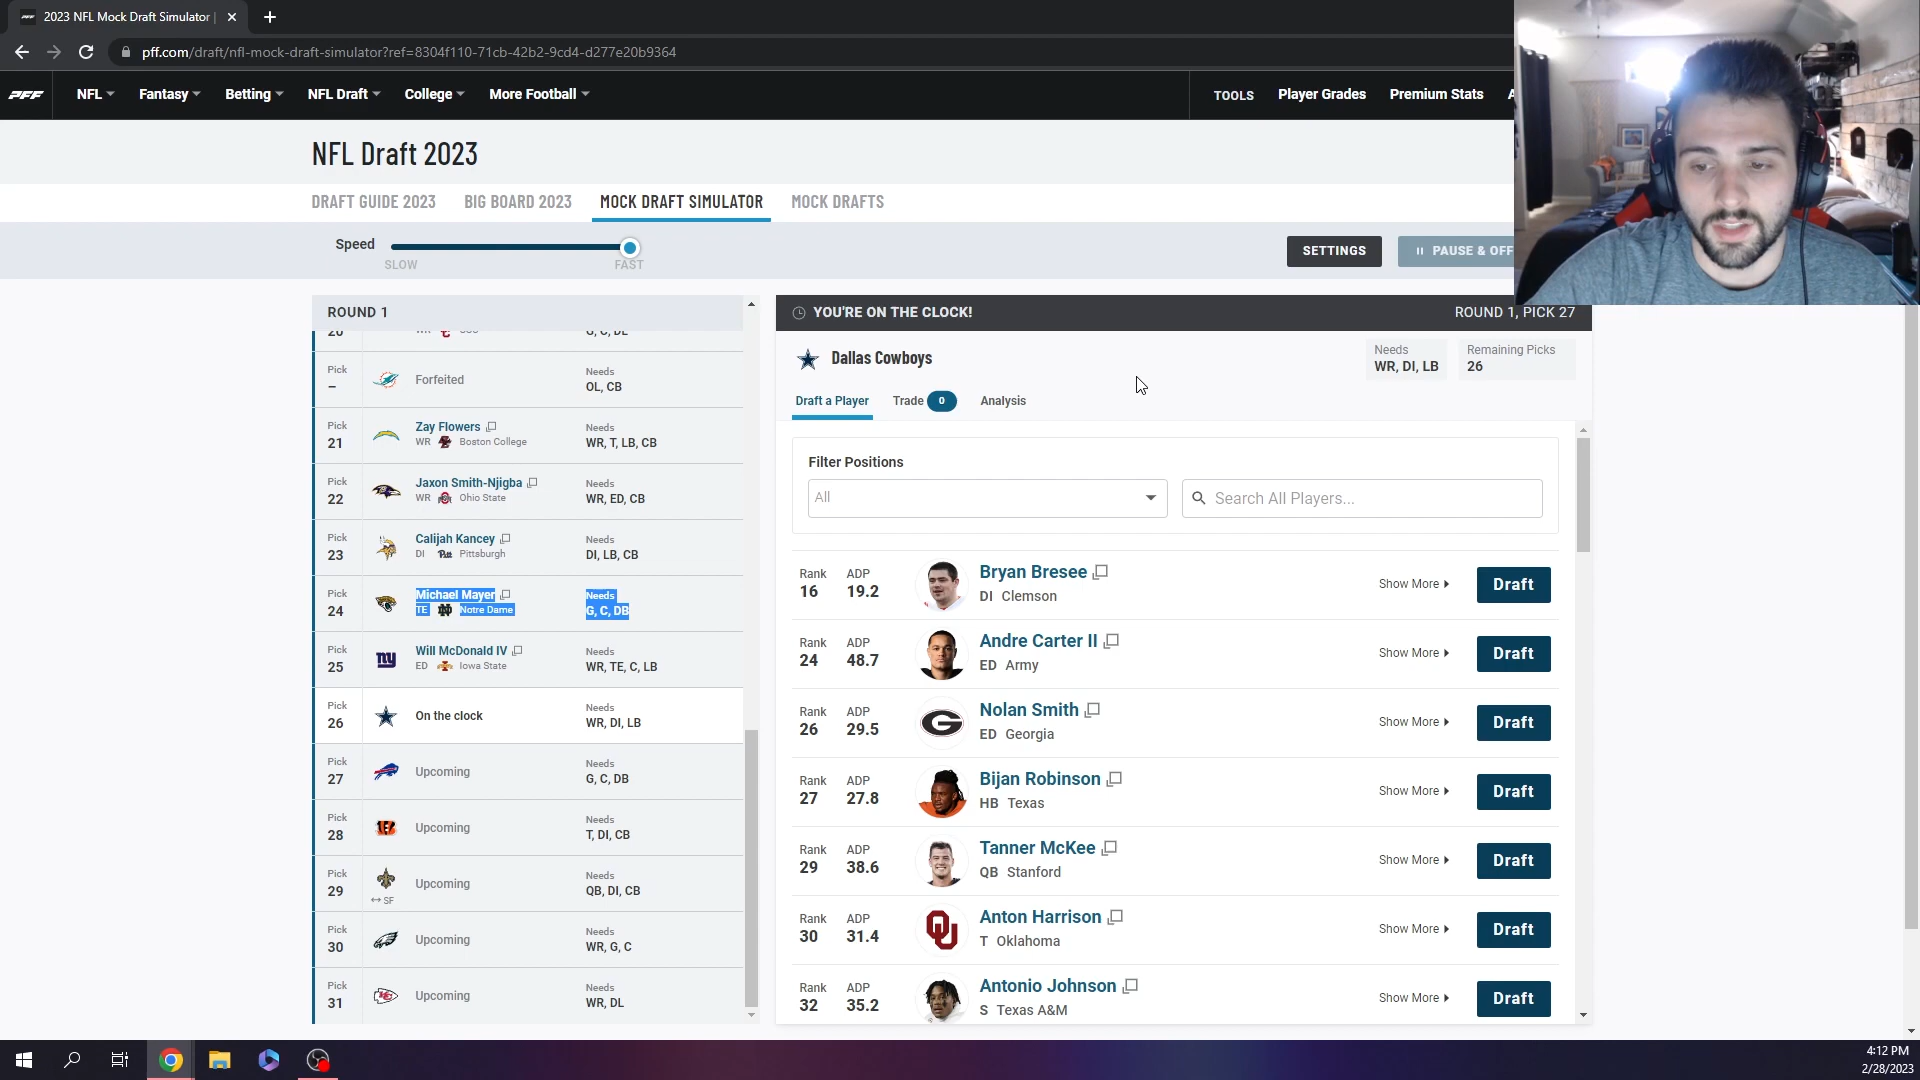 2023 NFL Mock Draft Simulator |
pff.com/draft/nfl-mock-draft-simulator?ref=8304f110-71cb-42b2-9cd4-d277e20b9364
PFF NFL Fantasy Betting NFL Draft College More Football TOOLS Player Grades Premium Stats A
NFL Draft 2023
DRAFT GUIDE 2023 BIG BOARD 2023 MOCK DRAFT SIMULATOR MOCK DRAFTS
Speed
SLOW FAST
SETTINGS PAUSE & OFF
ROUND 1
20 WR USC G, C, DL
Pick Needs
– Forfeited OL, CB
Pick Zay Flowers Needs
21 WR Boston College WR, T, LB, CB
Pick Jaxon Smith-Njigba Needs
22 WR Ohio State WR, ED, CB
Pick Calijah Kancey Needs
23 DI Pitt Pittsburgh DI, LB, CB
Pick Michael Mayer Needs
24 TE Notre Dame G, C, DB
Pick Will McDonald IV Needs
25 NY ED Iowa State WR, TE, C, LB
Pick On the clock Needs
26 WR, DI, LB
Pick Upcoming Needs
27 G, C, DB
Pick Upcoming Needs
28 T, DI, CB
Pick Upcoming Needs
29 QB, DI, CB
↔ SF
Pick Upcoming Needs
30 WR, G, C
Pick Upcoming Needs
31 KC WR, DL
YOU'RE ON THE CLOCK! ROUND 1, PICK 27
Dallas Cowboys
Needs Remaining Picks
WR, DI, LB 26
Draft a Player Trade 0 Analysis
Filter Positions
All Search All Players...
Rank ADP Bryan Bresee Show More Draft
16 19.2 DI Clemson
Rank ADP Andre Carter II Show More Draft
24 48.7 ED Army
Rank ADP Nolan Smith Show More Draft
26 29.5 ED Georgia
Rank ADP Bijan Robinson Show More Draft
27 27.8 HB Texas
Rank ADP Tanner McKee Show More Draft
29 38.6 QB Stanford
Rank ADP Anton Harrison Show More Draft
30 31.4 T Oklahoma
Rank ADP Antonio Johnson Show More Draft
32 35.2 S Texas A&M
4:12 PM
2/28/2023